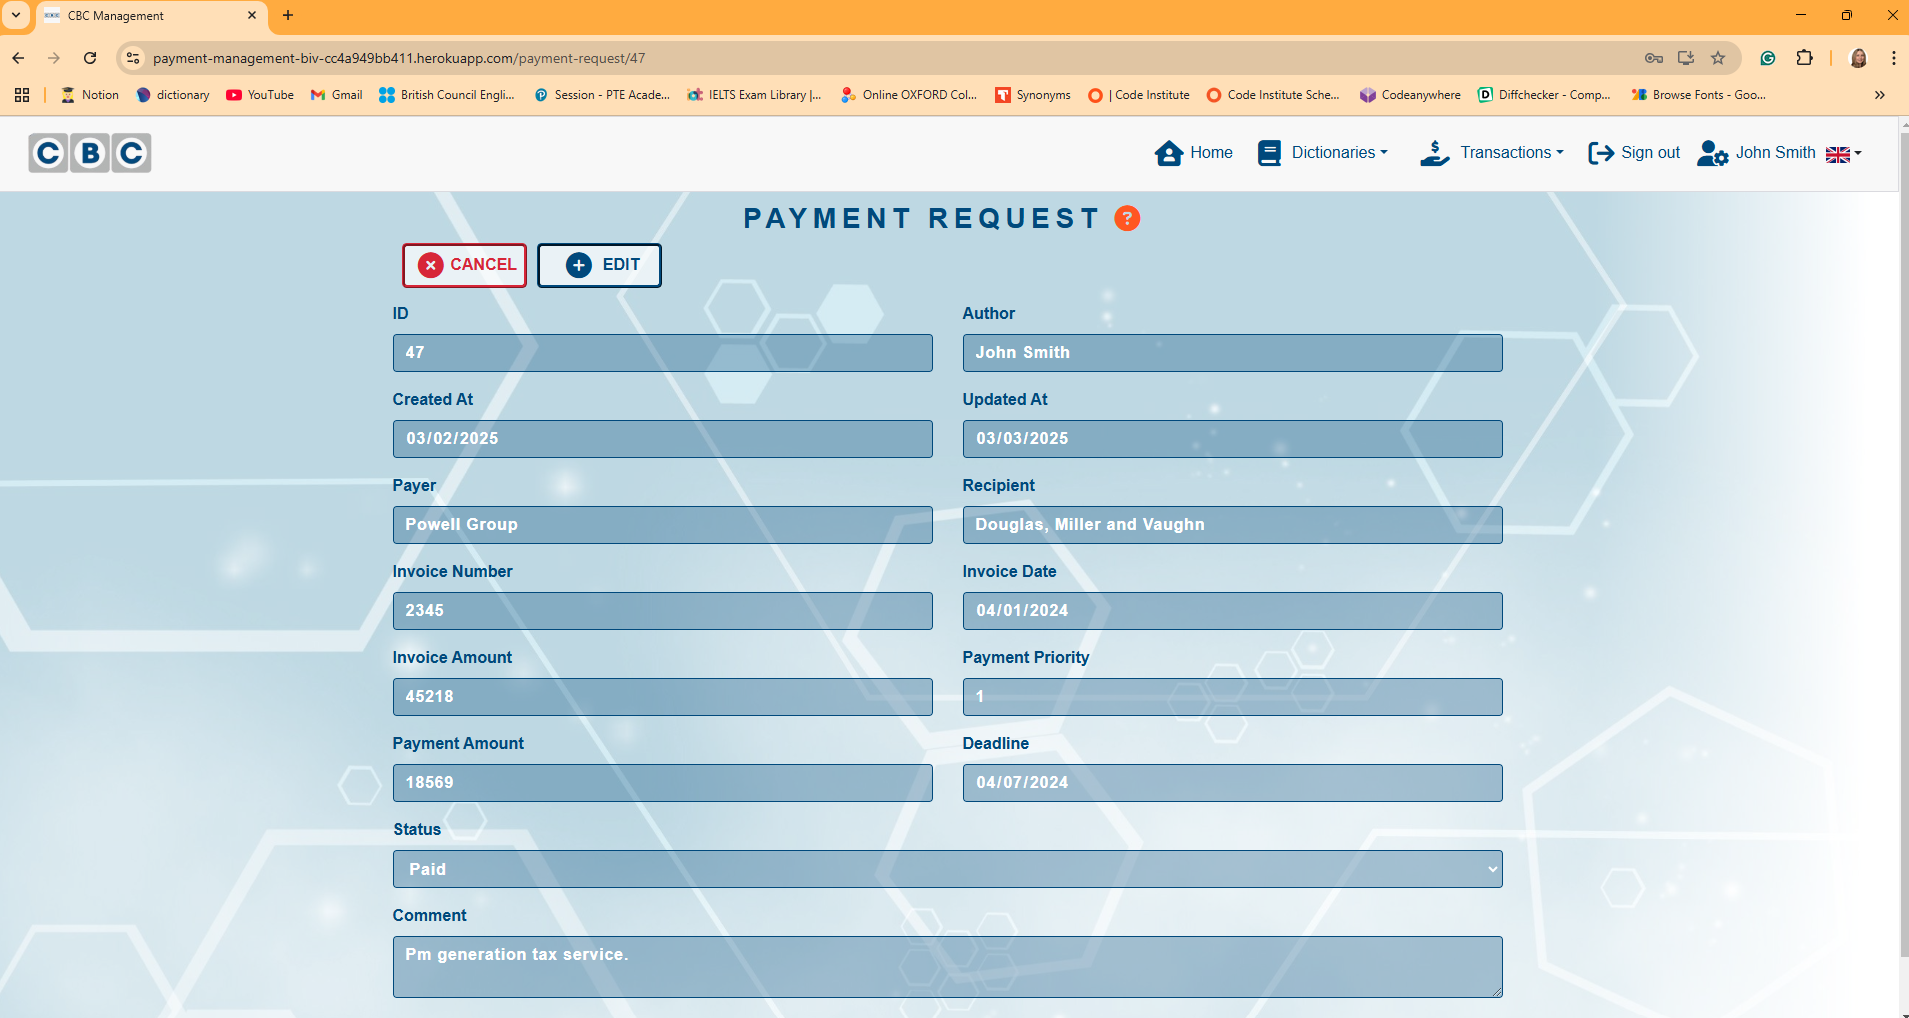 CBC Management
payment-management-biv-cc4a949bb411.herokuapp.com/payment-request/47
Notion dictionary YouTube Gmail British Council Engli... Session - PTE Acade... IELTS Exam Library |... Online OXFORD Col... Synonyms | Code Institute Code Institute Sche... Codeanywhere Diffchecker - Comp... Browse Fonts - Goo...
CBC Home Dictionaries Transactions Sign out John Smith
PAYMENT REQUEST ?
CANCEL EDIT
ID Author
47 John Smith
Created At Updated At
03/02/2025 03/03/2025
Payer Recipient
Powell Group Douglas, Miller and Vaughn
Invoice Number Invoice Date
2345 04/01/2024
Invoice Amount Payment Priority
45218 1
Payment Amount Deadline
18569 04/07/2024
Status
Paid
Comment
Pm generation tax service.